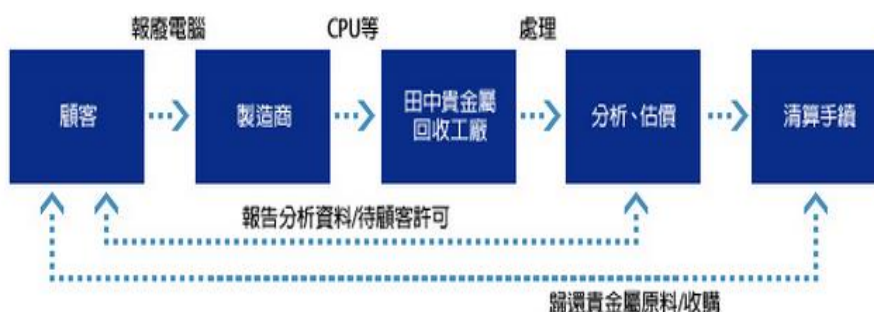 報廢電腦
CPU等
處理
顧客
製造商
田中貴金屬
回收工廠
分析、估價
清算手續
報告分析資料/待顧客許可
歸還貴金屬原料/收購